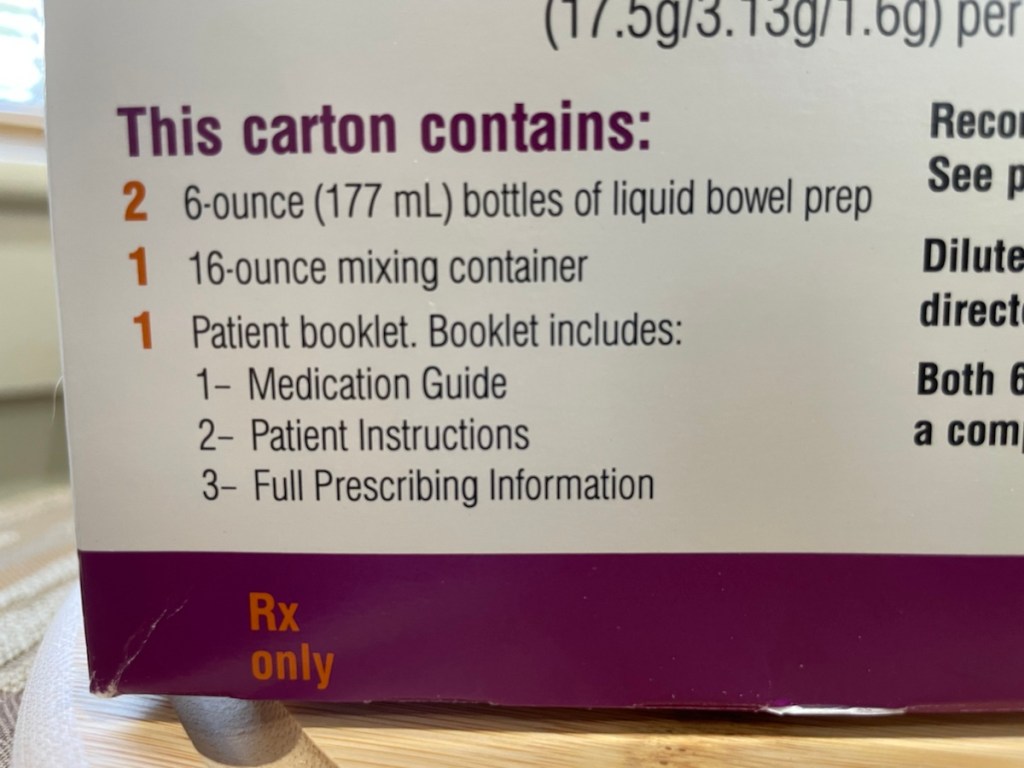 (17.5g/3.13g/1.6g) per
This carton contains:
2 6-ounce (177 mL) bottles of liquid bowel prep
1 16-ounce mixing container
1 Patient booklet. Booklet includes:
1– Medication Guide
2– Patient Instructions
3– Full Prescribing Information
See
Both
a
Rx
only